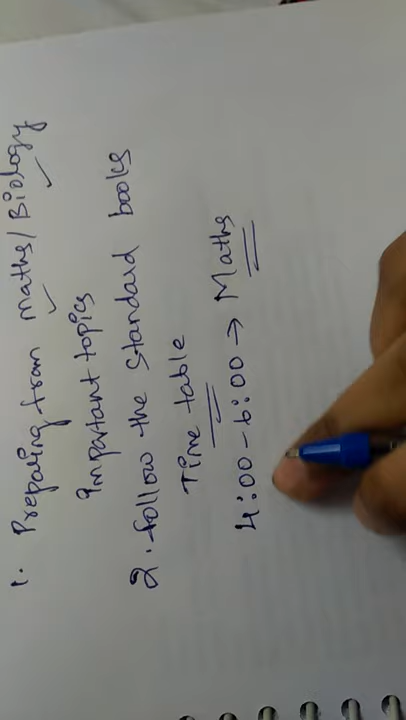 1. Preparing from maths/Biology
important topics
2. follow the standard books
Time table
4:00-6:00 → Maths